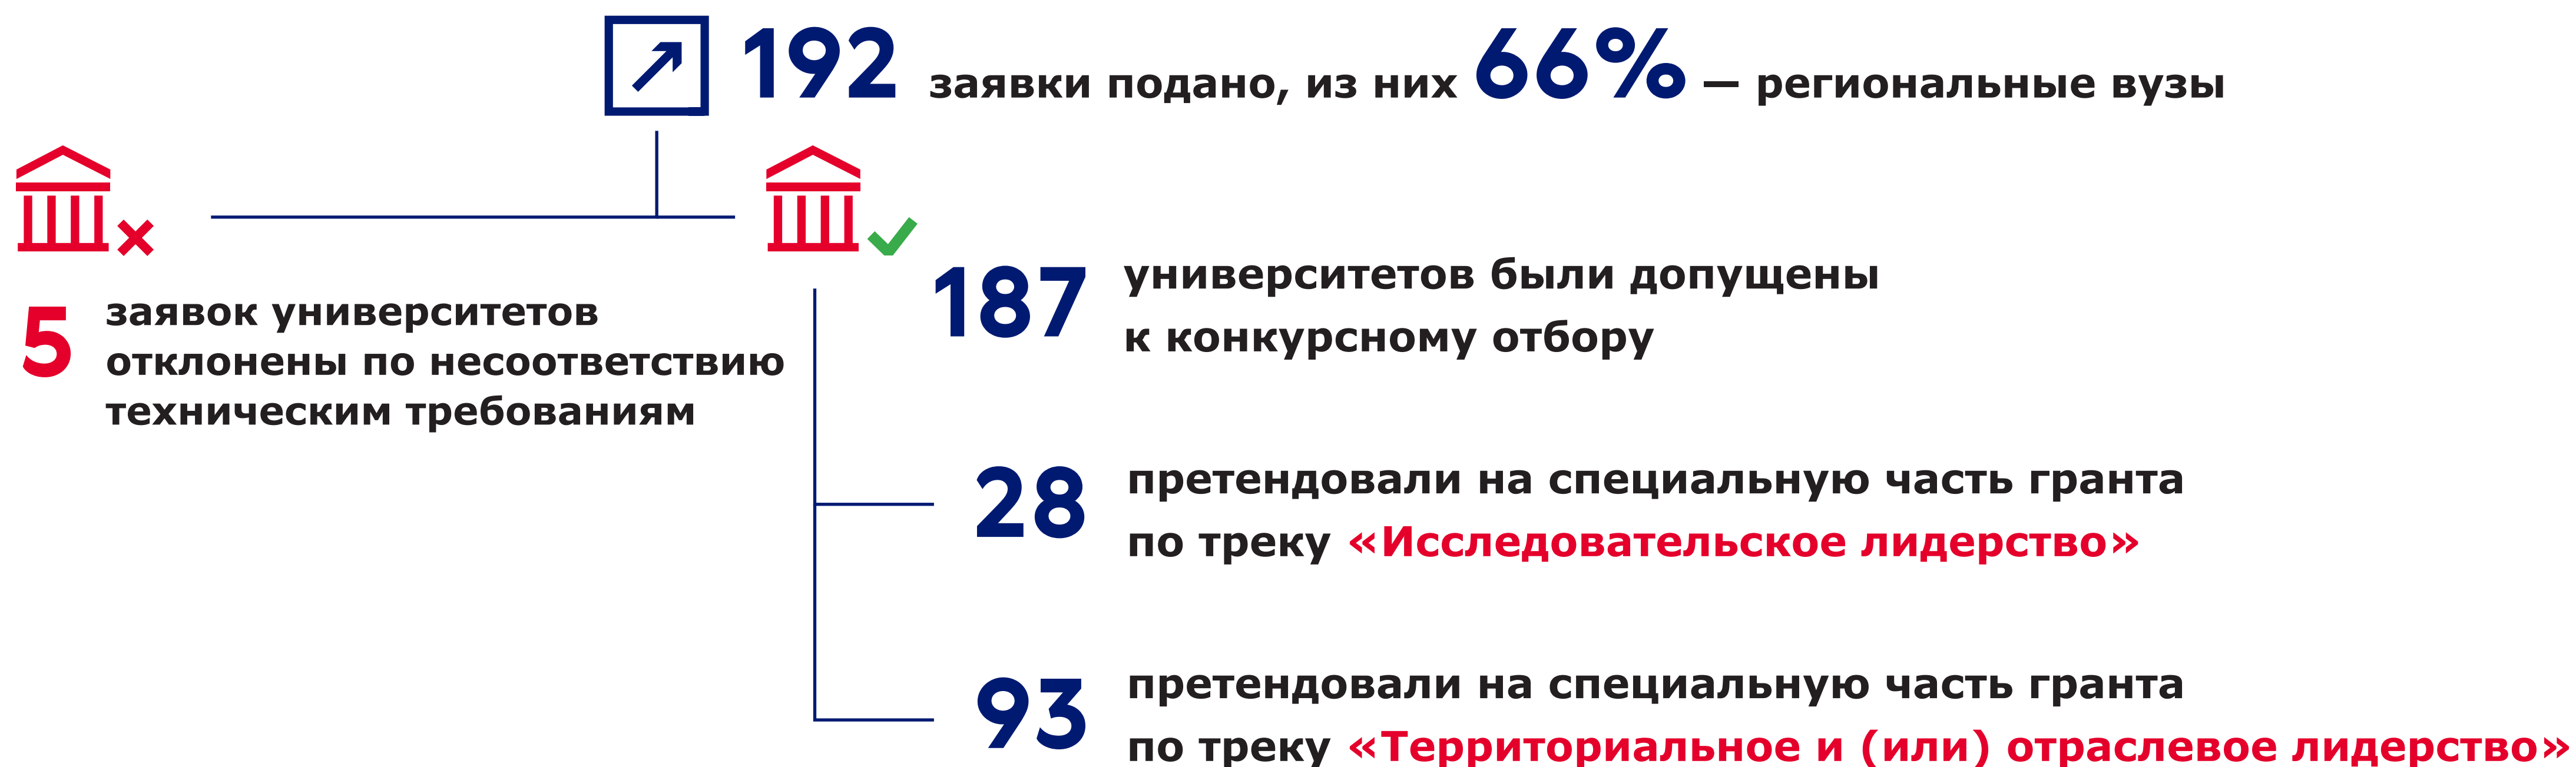 192 заявки подано, из них 66% — региональные вузы
5 заявок университетов
отклонены по несоответствию
техническим требованиям
187 университетов были допущены
к конкурсному отбору
28 претендовали на специальную часть гранта
по треку «Исследовательское лидерство»
93 претендовали на специальную часть гранта
по треку «Территориальное и (или) отраслевое лидерство»